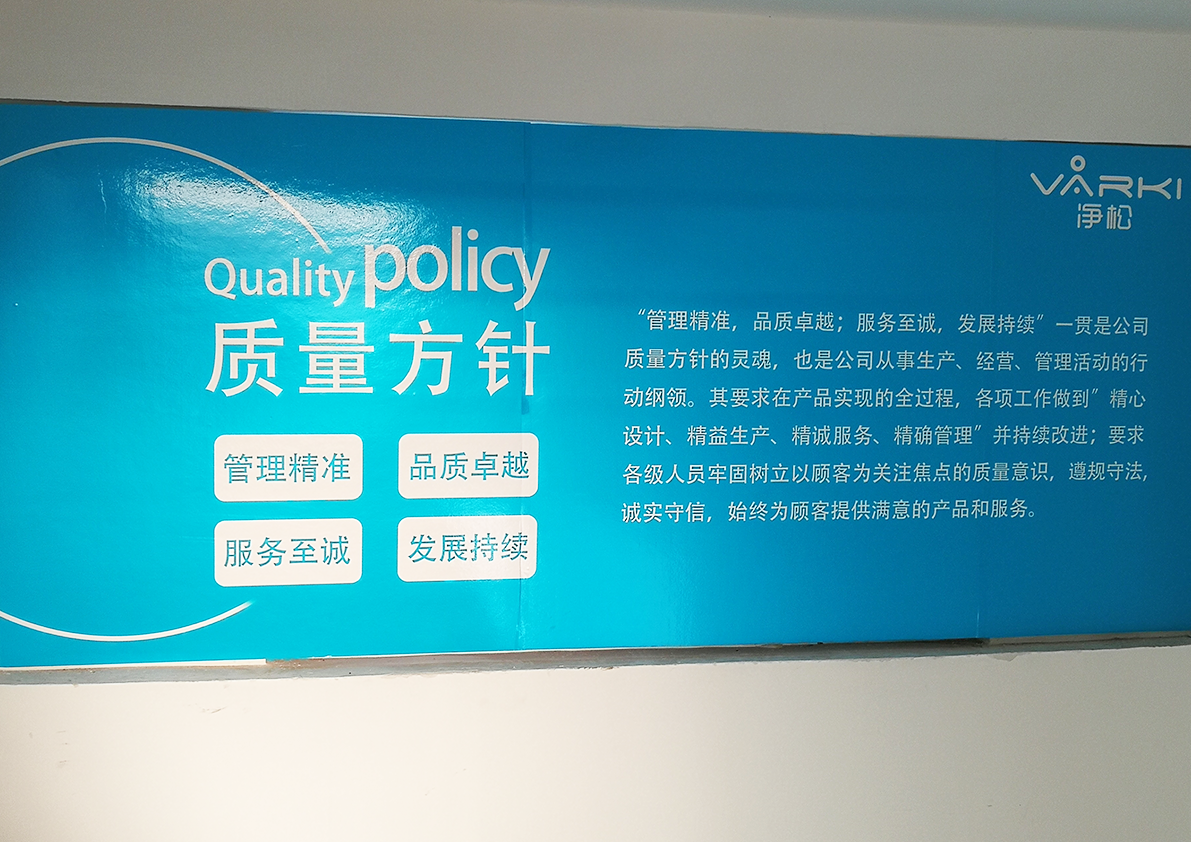 VARKI
净松
Quality policy
质量方针
管理精准
品质卓越
服务至诚
发展持续
“管理精准，品质卓越；服务至诚，发展持续”一贯是公司
质量方针的灵魂，也是公司从事生产、经营、管理活动的行
动纲领。其要求在产品实现的全过程，各项工作做到”精心
设计、精益生产、精诚服务、精确管理”并持续改进；要求
各级人员牢固树立以顾客为关注焦点的质量意识，遵规守法,
诚实守信，始终为顾客提供满意的产品和服务。